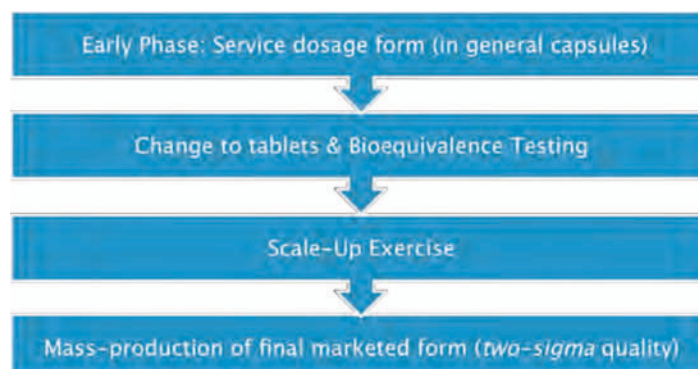 Early Phase: Service dosage form (in general capsules)
Change to tablets & Bioequivalence Testing
Scale-Up Exercise
Mass-production of final marketed form (two-sigma quality)